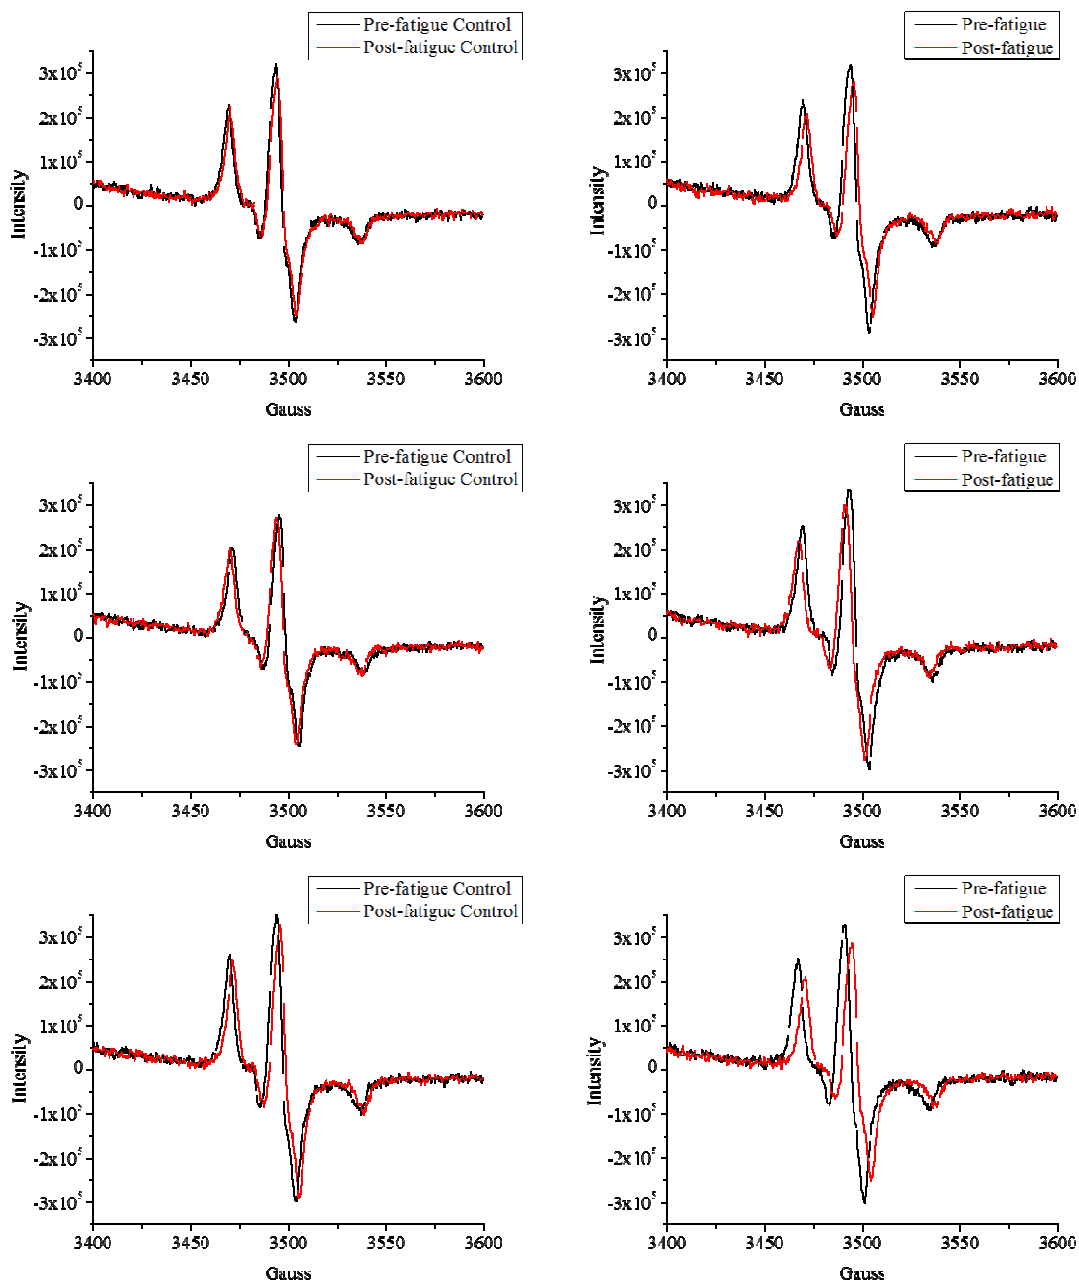 Pre-fatigue Control
Post-fatigue Control
3x10⁵
2x10⁵
1x10⁵
0
-1x10⁵
-2x10⁵
-3x10⁵
Intensity
3400 3450 3500 3550 3600
Gauss
Pre-fatigue
Post-fatigue
3x10⁵
2x10⁵
1x10⁵
0
-1x10⁵
-2x10⁵
-3x10⁵
Intensity
3400 3450 3500 3550 3600
Gauss
Pre-fatigue Control
Post-fatigue Control
3x10⁵
2x10⁵
1x10⁵
0
-1x10⁵
-2x10⁵
-3x10⁵
Intensity
3400 3450 3500 3550 3600
Gauss
Pre-fatigue
Post-fatigue
3x10⁵
2x10⁵
1x10⁵
0
-1x10⁵
-2x10⁵
-3x10⁵
Intensity
3400 3450 3500 3550 3600
Gauss
Pre-fatigue Control
Post-fatigue Control
3x10⁵
2x10⁵
1x10⁵
0
-1x10⁵
-2x10⁵
-3x10⁵
Intensity
3400 3450 3500 3550 3600
Gauss
Pre-fatigue
Post-fatigue
3x10⁵
2x10⁵
1x10⁵
0
-1x10⁵
-2x10⁵
-3x10⁵
Intensity
3400 3450 3500 3550 3600
Gauss